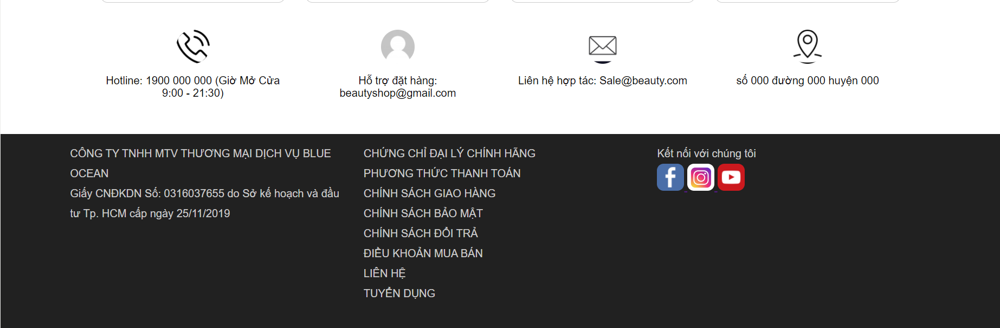 Hotline: 1900 000 000 (Giờ Mở Cửa
9:00 - 21:30)
Hỗ trợ đặt hàng:
beautyshop@gmail.com
Liên hệ hợp tác: Sale@beauty.com
số 000 đường 000 huyện 000
CÔNG TY TNHH MTV THƯƠNG MẠI DỊCH VỤ BLUE
OCEAN
Giấy CNĐKDN Số: 0316037655 do Sở kế hoạch và đầu
tư Tp. HCM cấp ngày 25/11/2019
CHỨNG CHỈ ĐẠI LÝ CHÍNH HÃNG
PHƯƠNG THỨC THANH TOÁN
CHÍNH SÁCH GIAO HÀNG
CHÍNH SÁCH BẢO MẬT
CHÍNH SÁCH ĐỔI TRẢ
ĐIỀU KHOẢN MUA BÁN
LIÊN HỆ
TUYỂN DỤNG
Kết nối với chúng tôi